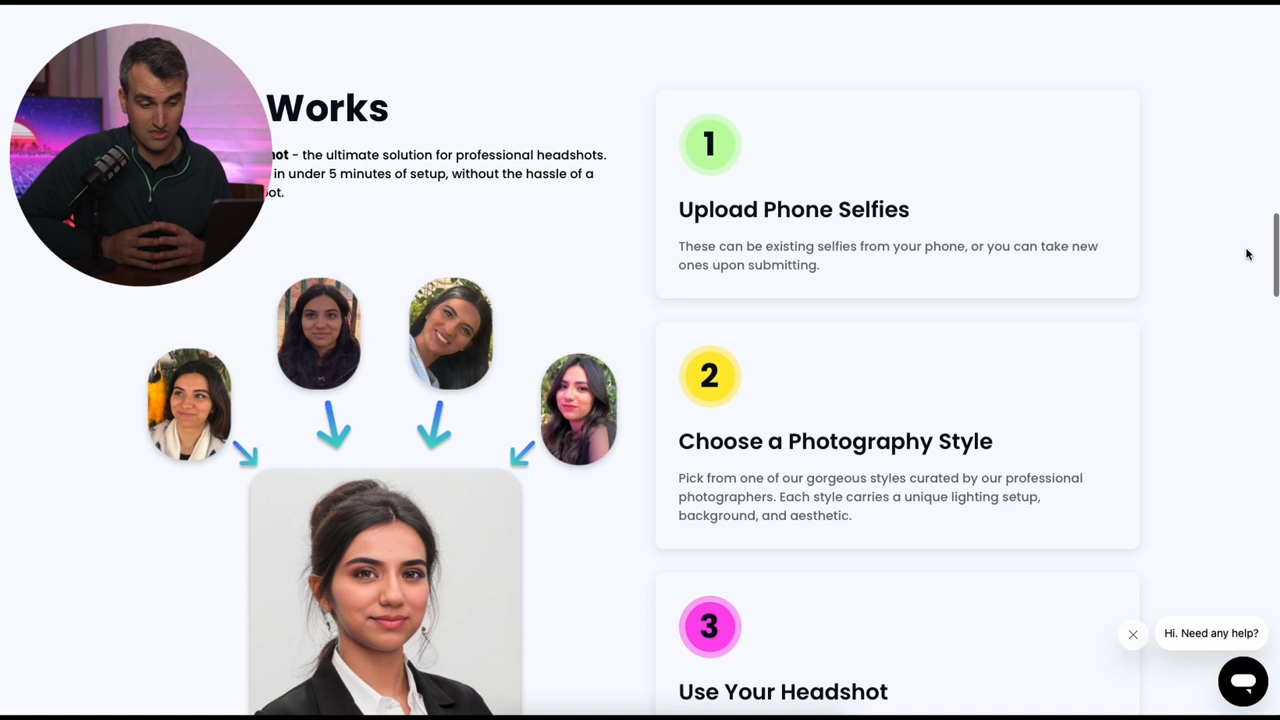 Works
hot - the ultimate solution for professional headshots.
in under 5 minutes of setup, without the hassle of a
oot.
1
Upload Phone Selfies
These can be existing selfies from your phone, or you can take new
ones upon submitting.
2
Choose a Photography Style
Pick from one of our gorgeous styles curated by our professional
photographers. Each style carries a unique lighting setup,
background, and aesthetic.
3
Use Your Headshot
Hi. Need any help?